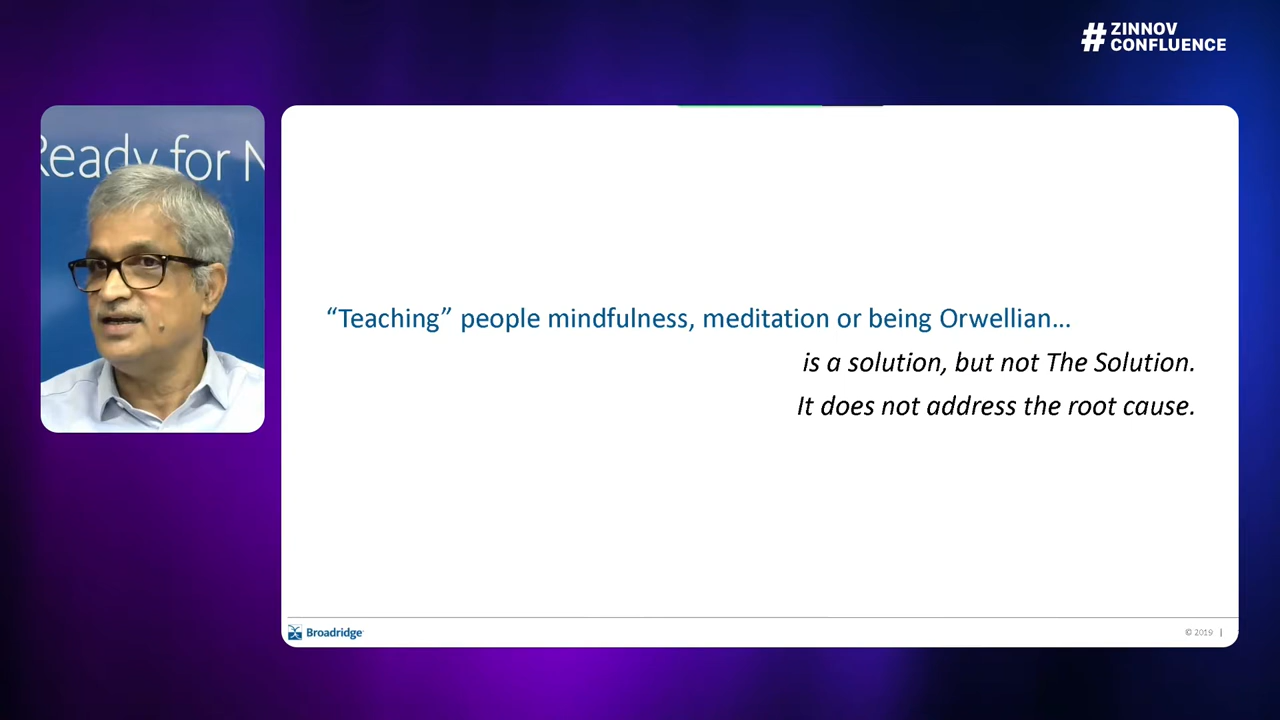 # ZINNOV
CONFLUENCE
Ready for N
“Teaching” people mindfulness, meditation or being Orwellian...
is a solution, but not The Solution.
It does not address the root cause.
Broadridge
© 2019 |